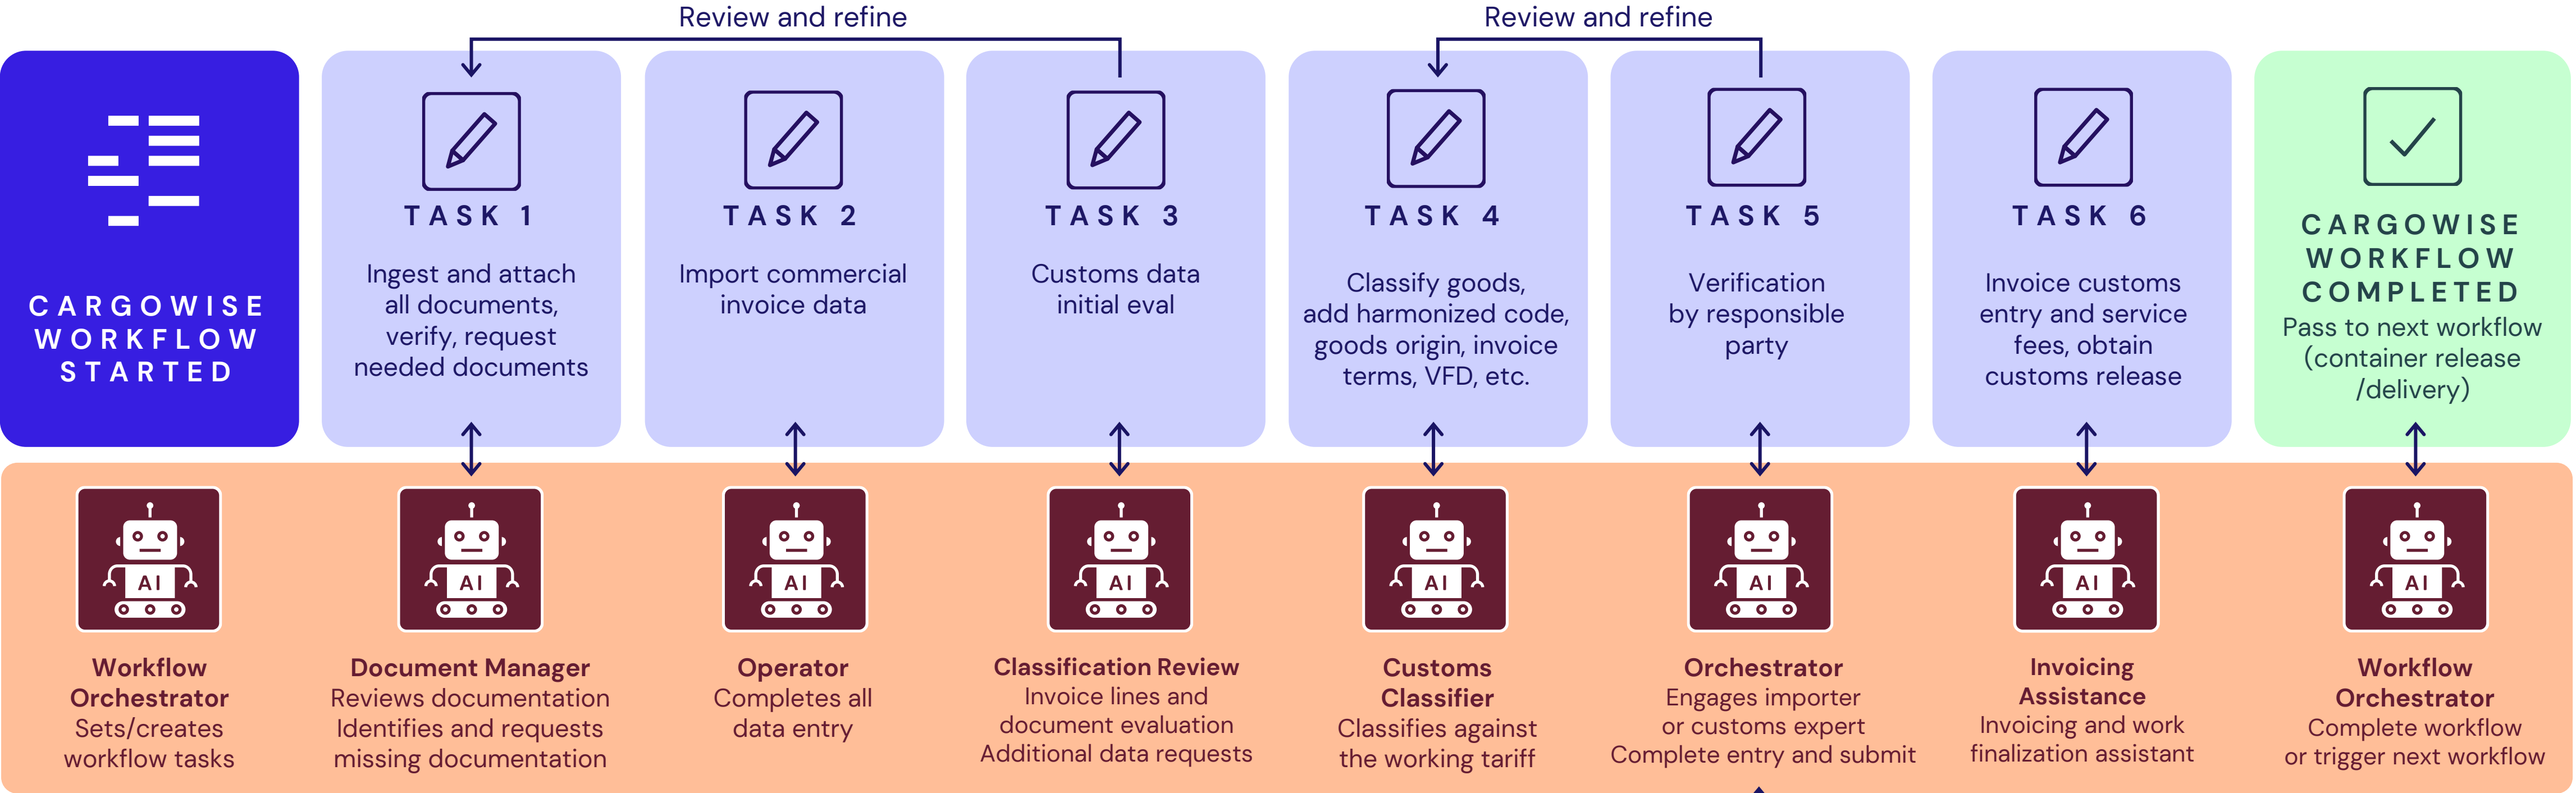 Review and refine
Review and refine
CARGOWISE
WORKFLOW
STARTED
TASK 1
Ingest and attach
all documents,
verify, request
needed documents
TASK 2
Import commercial
invoice data
TASK 3
Customs data
initial eval
TASK 4
Classify goods,
add harmonized code,
goods origin, invoice
terms, VFD, etc.
TASK 5
Verification
by responsible
party
TASK 6
Invoice customs
entry and service
fees, obtain
customs release
CARGOWISE
WORKFLOW
COMPLETED
Pass to next workflow
(container release
/delivery)
AI
Workflow
Orchestrator
Sets/creates
workflow tasks
AI
Document Manager
Reviews documentation
Identifies and requests
missing documentation
AI
Operator
Completes all
data entry
AI
Classification Review
Invoice lines and
document evaluation
Additional data requests
AI
Customs
Classifier
Classifies against
the working tariff
AI
Orchestrator
Engages importer
or customs expert
Complete entry and submit
AI
Invoicing
Assistance
Invoicing and work
finalization assistant
AI
Workflow
Orchestrator
Complete workflow
or trigger next workflow